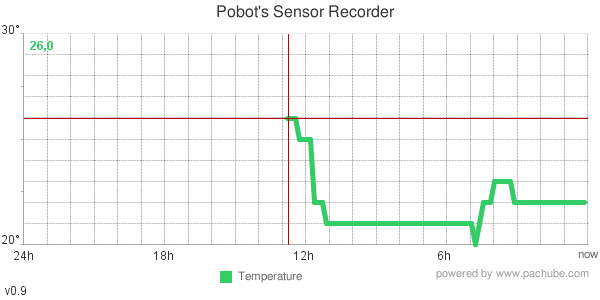 Pobot's Sensor Recorder
30°
26,0
20°
24h 18h 12h 6h now
Temperature
powered by www.pachube.com
v0.9